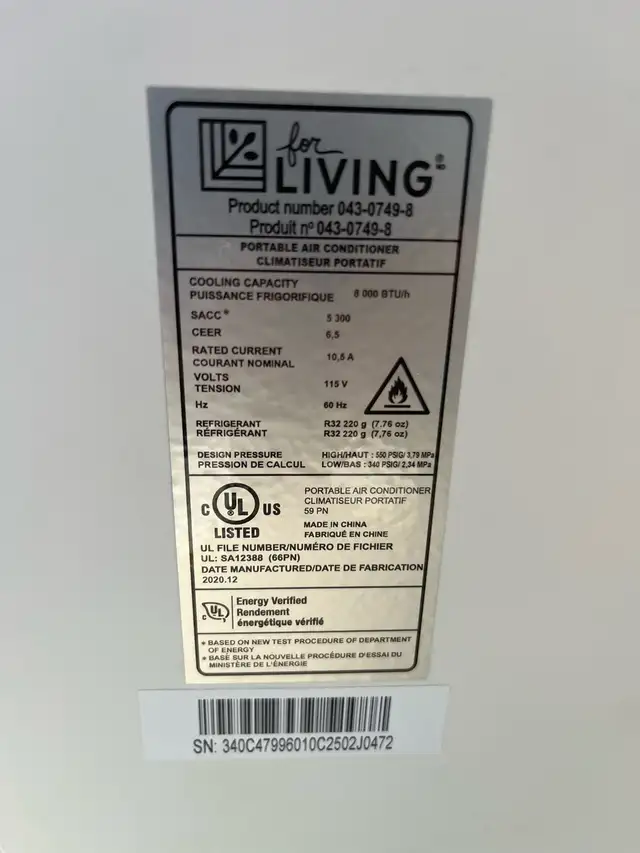 for
LIVING® MD
Product number 043-0749-8
Produit nº 043-0749-8
PORTABLE AIR CONDITIONER
CLIMATISEUR PORTATIF
COOLING CAPACITY
PUISSANCE FRIGORIFIQUE 8 000 BTU/h
SACC* 5 300
CEER 6,5
RATED CURRENT
COURANT NOMINAL 10,5 A
VOLTS
TENSION 115 V
Hz 60 Hz
REFRIGERANT R32 220 g (7.76 oz)
RÉFRIGÉRANT R32 220 g (7,76 oz)
DESIGN PRESSURE HIGH/HAUT : 550 PSIG/ 3,79 MPa
PRESSION DE CALCUL LOW/BAS : 340 PSIG/ 2,34 MPa
C UL® US
LISTED
PORTABLE AIR CONDITIONER
CLIMATISEUR PORTATIF
59 PN
MADE IN CHINA
FABRIQUÉ EN CHINE
UL FILE NUMBER/NUMÉRO DE FICHIER
UL: SA12388 (66PN)
DATE MANUFACTURED/DATE DE FABRICATION
2020.12
c UL
Energy Verified
Rendement
énergétique vérifié
* BASED ON NEW TEST PROCEDURE OF DEPARTMENT
OF ENERGY
* BASÉ SUR LA NOUVELLE PROCÉDURE D'ESSAI DU
MINISTÈRE DE L'ÉNERGIE
SN: 340C47996010C2502J0472